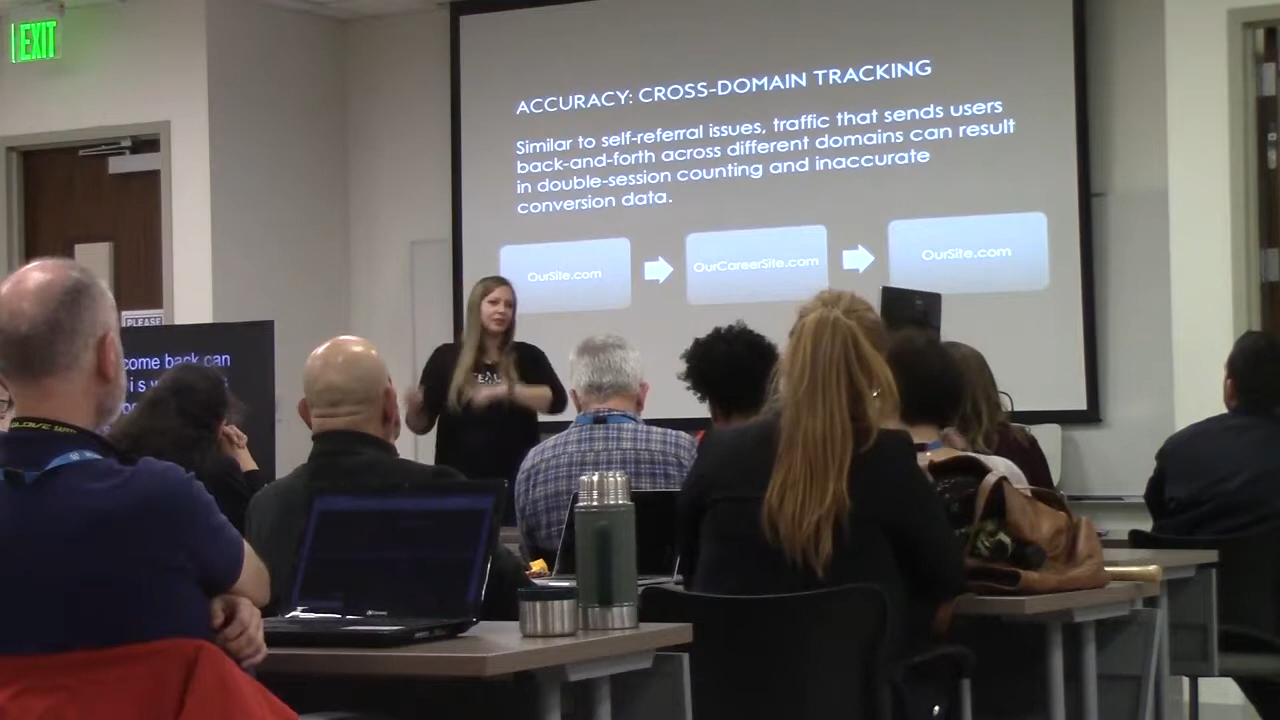 EXIT
ACCURACY: CROSS-DOMAIN TRACKING
Similar to self-referral issues, traffic that sends users
back-and-forth across different domains can result
in double-session counting and inaccurate
conversion data.
OurSite.com
OurCareerSite.com
OurSite.com
PLEASE
come back can